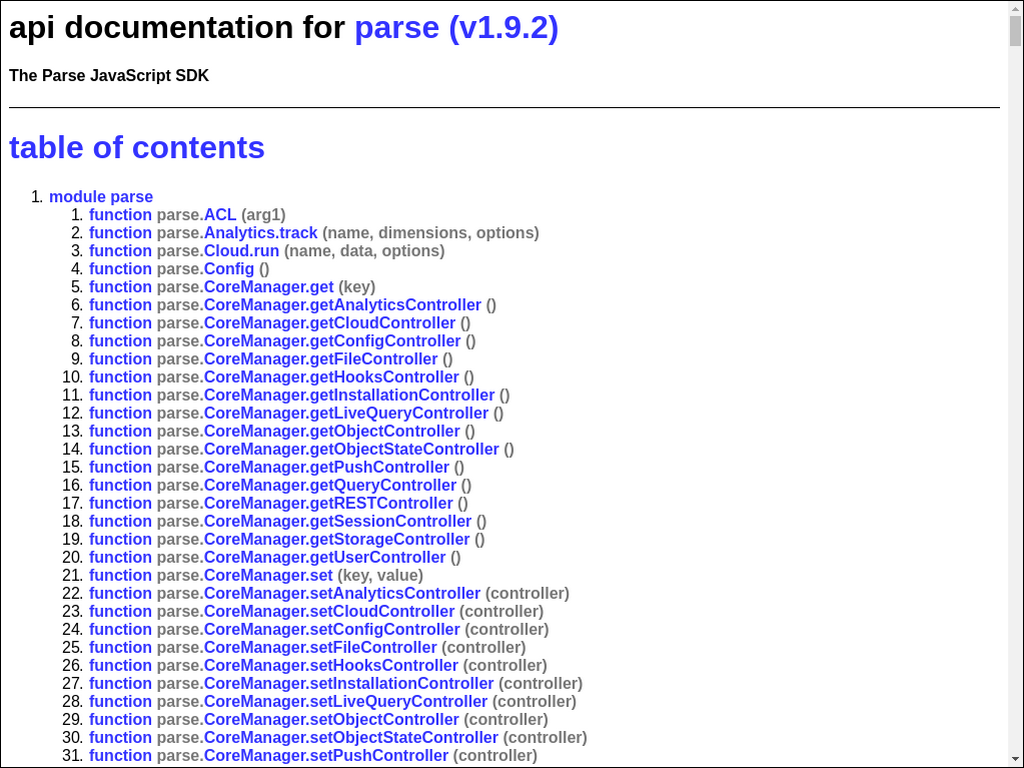 api documentation for parse (v1.9.2)
The Parse JavaScript SDK
table of contents
1. module parse
1. function parse.ACL (arg1)
2. function parse.Analytics.track (name, dimensions, options)
3. function parse.Cloud.run (name, data, options)
4. function parse.Config ()
5. function parse.CoreManager.get (key)
6. function parse.CoreManager.getAnalyticsController ()
7. function parse.CoreManager.getCloudController ()
8. function parse.CoreManager.getConfigController ()
9. function parse.CoreManager.getFileController ()
10. function parse.CoreManager.getHooksController ()
11. function parse.CoreManager.getInstallationController ()
12. function parse.CoreManager.getLiveQueryController ()
13. function parse.CoreManager.getObjectController ()
14. function parse.CoreManager.getObjectStateController ()
15. function parse.CoreManager.getPushController ()
16. function parse.CoreManager.getQueryController ()
17. function parse.CoreManager.getRESTController ()
18. function parse.CoreManager.getSessionController ()
19. function parse.CoreManager.getStorageController ()
20. function parse.CoreManager.getUserController ()
21. function parse.CoreManager.set (key, value)
22. function parse.CoreManager.setAnalyticsController (controller)
23. function parse.CoreManager.setCloudController (controller)
24. function parse.CoreManager.setConfigController (controller)
25. function parse.CoreManager.setFileController (controller)
26. function parse.CoreManager.setHooksController (controller)
27. function parse.CoreManager.setInstallationController (controller)
28. function parse.CoreManager.setLiveQueryController (controller)
29. function parse.CoreManager.setObjectController (controller)
30. function parse.CoreManager.setObjectStateController (controller)
31. function parse.CoreManager.setPushController (controller)